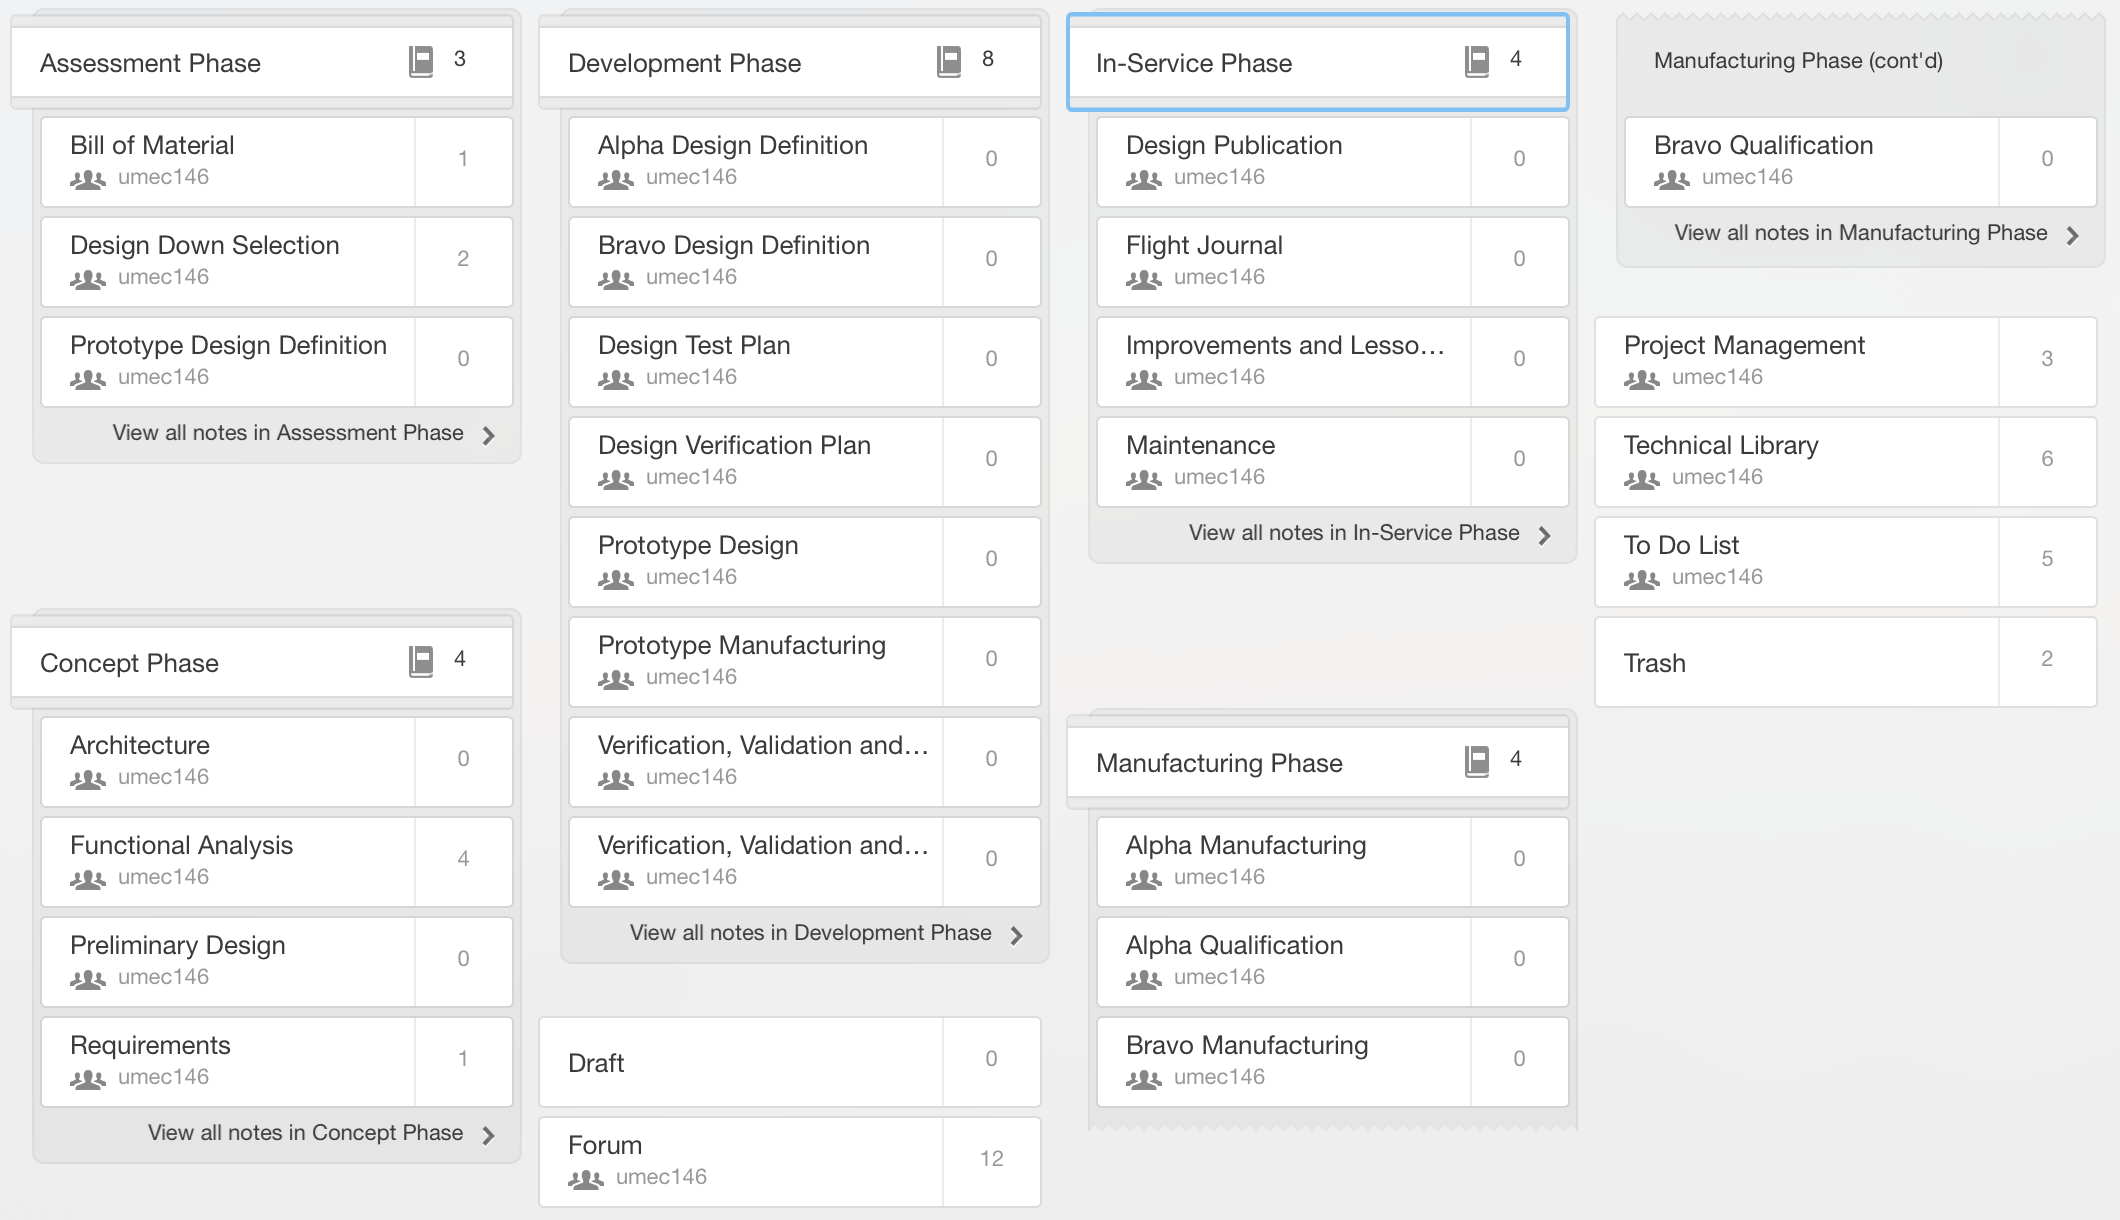 Assessment Phase 3
Bill of Material 1
umec146
Design Down Selection 2
umec146
Prototype Design Definition 0
umec146
View all notes in Assessment Phase
Concept Phase 4
Architecture 0
umec146
Functional Analysis 4
umec146
Preliminary Design 0
umec146
Requirements 1
umec146
View all notes in Concept Phase
Development Phase 8
Alpha Design Definition 0
umec146
Bravo Design Definition 0
umec146
Design Test Plan 0
umec146
Design Verification Plan 0
umec146
Prototype Design 0
umec146
Prototype Manufacturing 0
umec146
Verification, Validation and... 0
umec146
Verification, Validation and... 0
umec146
View all notes in Development Phase
Draft 0
Forum 12
umec146
In-Service Phase 4
Design Publication 0
umec146
Flight Journal 0
umec146
Improvements and Lesso... 0
umec146
Maintenance 0
umec146
View all notes in In-Service Phase
Manufacturing Phase 4
Alpha Manufacturing 0
umec146
Alpha Qualification 0
umec146
Bravo Manufacturing 0
umec146
Manufacturing Phase (cont'd)
Bravo Qualification 0
umec146
View all notes in Manufacturing Phase
Project Management 3
umec146
Technical Library 6
umec146
To Do List 5
umec146
Trash 2